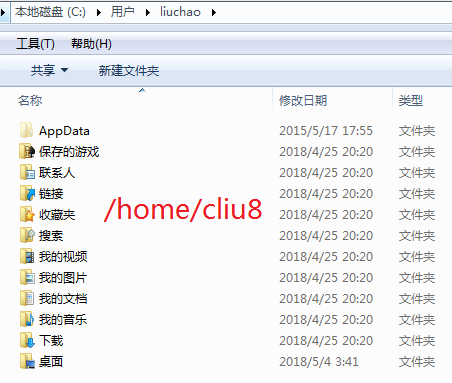 本地磁盘 (C:) 用户 liuchao
工具(T) 帮助(H)
共享 新建文件夹
名称 修改日期 类型
AppData 2015/5/17 17:55 文件夹
保存的游戏 2018/4/25 20:20 文件夹
联系人 2018/4/25 20:20 文件夹
链接 2018/4/25 20:20 文件夹
收藏夹 2018/4/25 20:20 文件夹
/home/cliu8
搜索 2018/4/25 20:20 文件夹
我的视频 2018/4/25 20:20 文件夹
我的图片 2018/4/25 20:20 文件夹
我的文档 2018/4/25 20:20 文件夹
我的音乐 2018/4/25 20:20 文件夹
下载 2018/4/25 20:20 文件夹
桌面 2018/5/4 3:41 文件夹